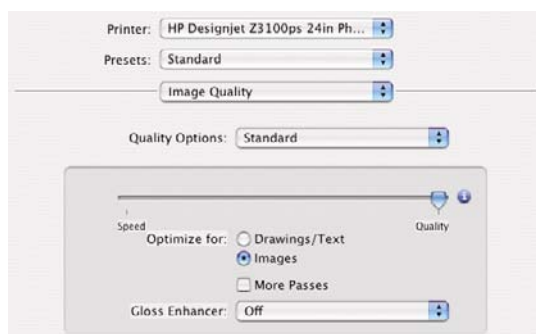 Printer: HP Designjet Z3100ps 24in Ph...
Presets: Standard
Image Quality
Quality Options: Standard
Speed Quality
Optimize for: Drawings/Text
Images
More Passes
Gloss Enhancer: Off